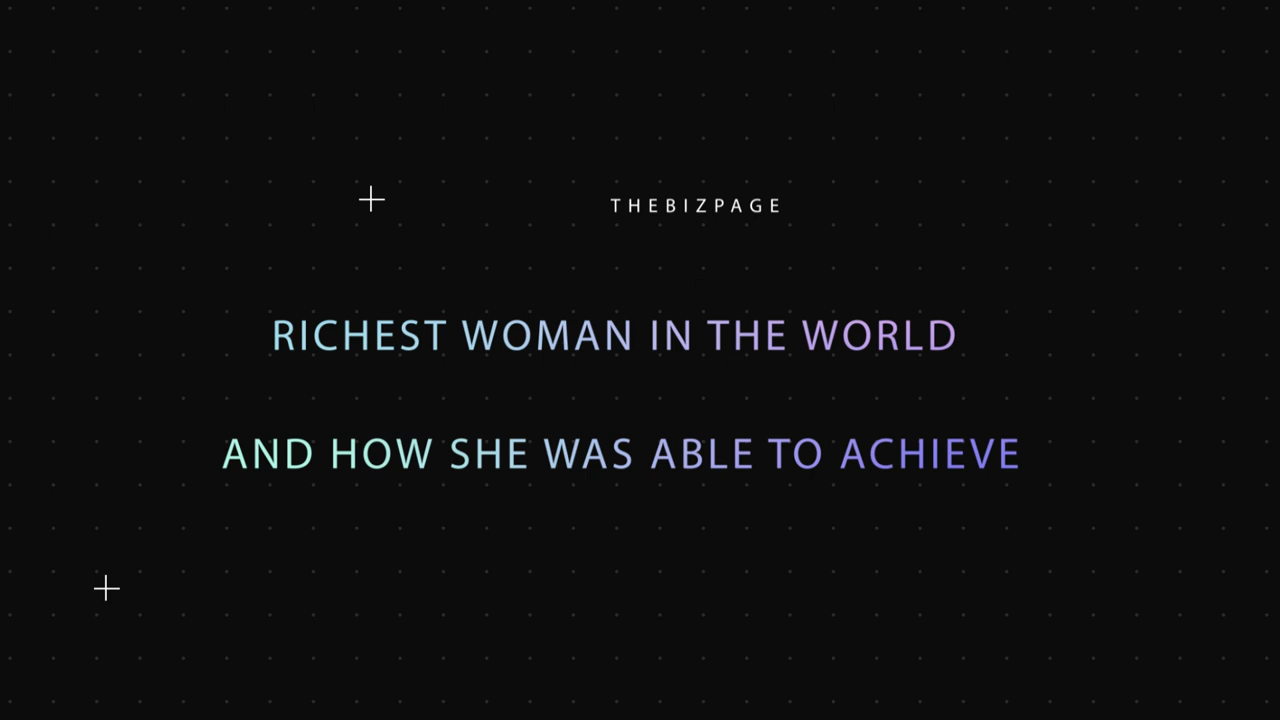 THEBIZPAGE
RICHEST WOMAN IN THE WORLD
AND HOW SHE WAS ABLE TO ACHIEVE